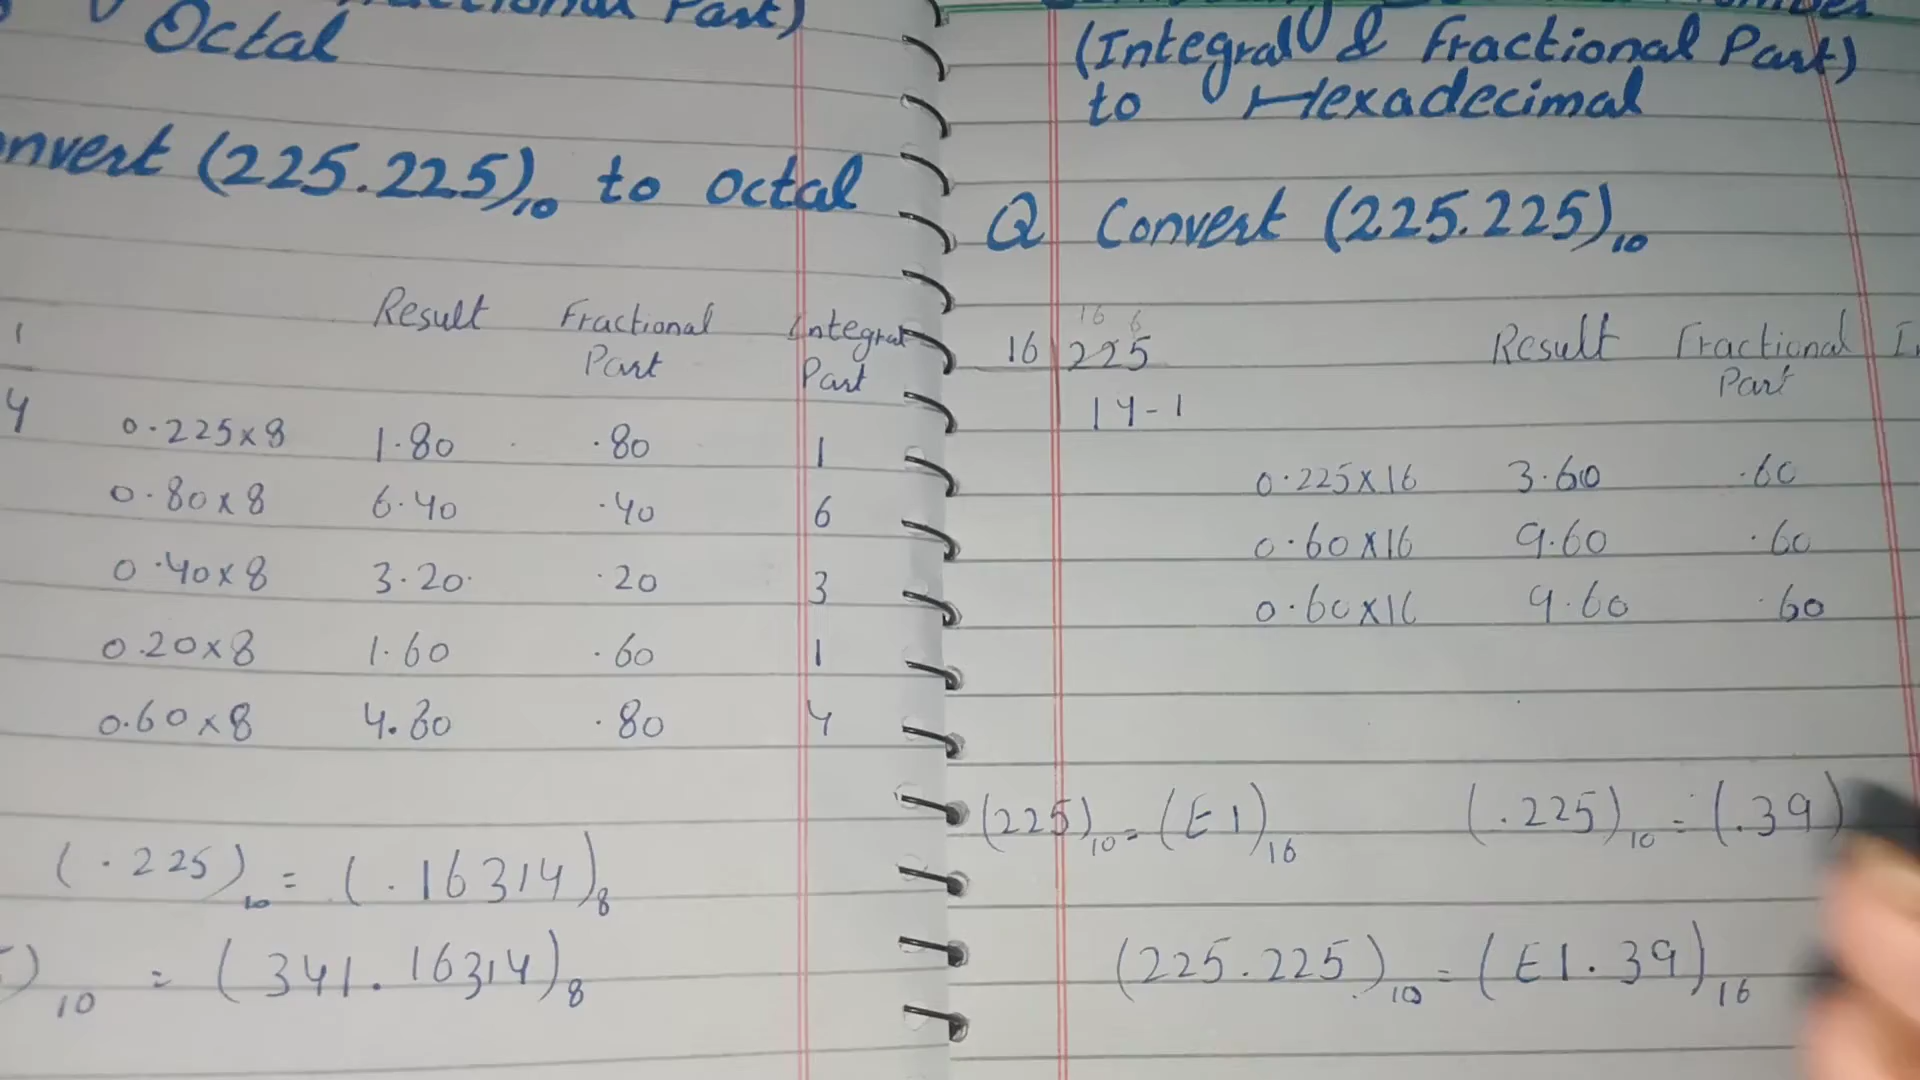 Part)
Octal
(225.225)10 to Octal
Result Fractional Integral
Part Part
1
4
0.225x8 1.80 .80 1
0.80x8 6.40 .40 6
0.40x8 3.20 .20 3
0.20x8 1.60 .60 1
0.60x8 4.80 .80 4
(.225)10 = (.16314)8
)10 = (341.16314)8
(Integral & Fractional Part)
to Hexadecimal
Q Convert (225.225)10
16 6
16 225 Result Fractional
Part
14-1
0.225x16 3.60 .60
0.60x16 9.60 .60
0.60x16 9.60 .60
(225)10 = (E1)16 (.225)10 = (.39)
(225.225)10 = (E1.39)16